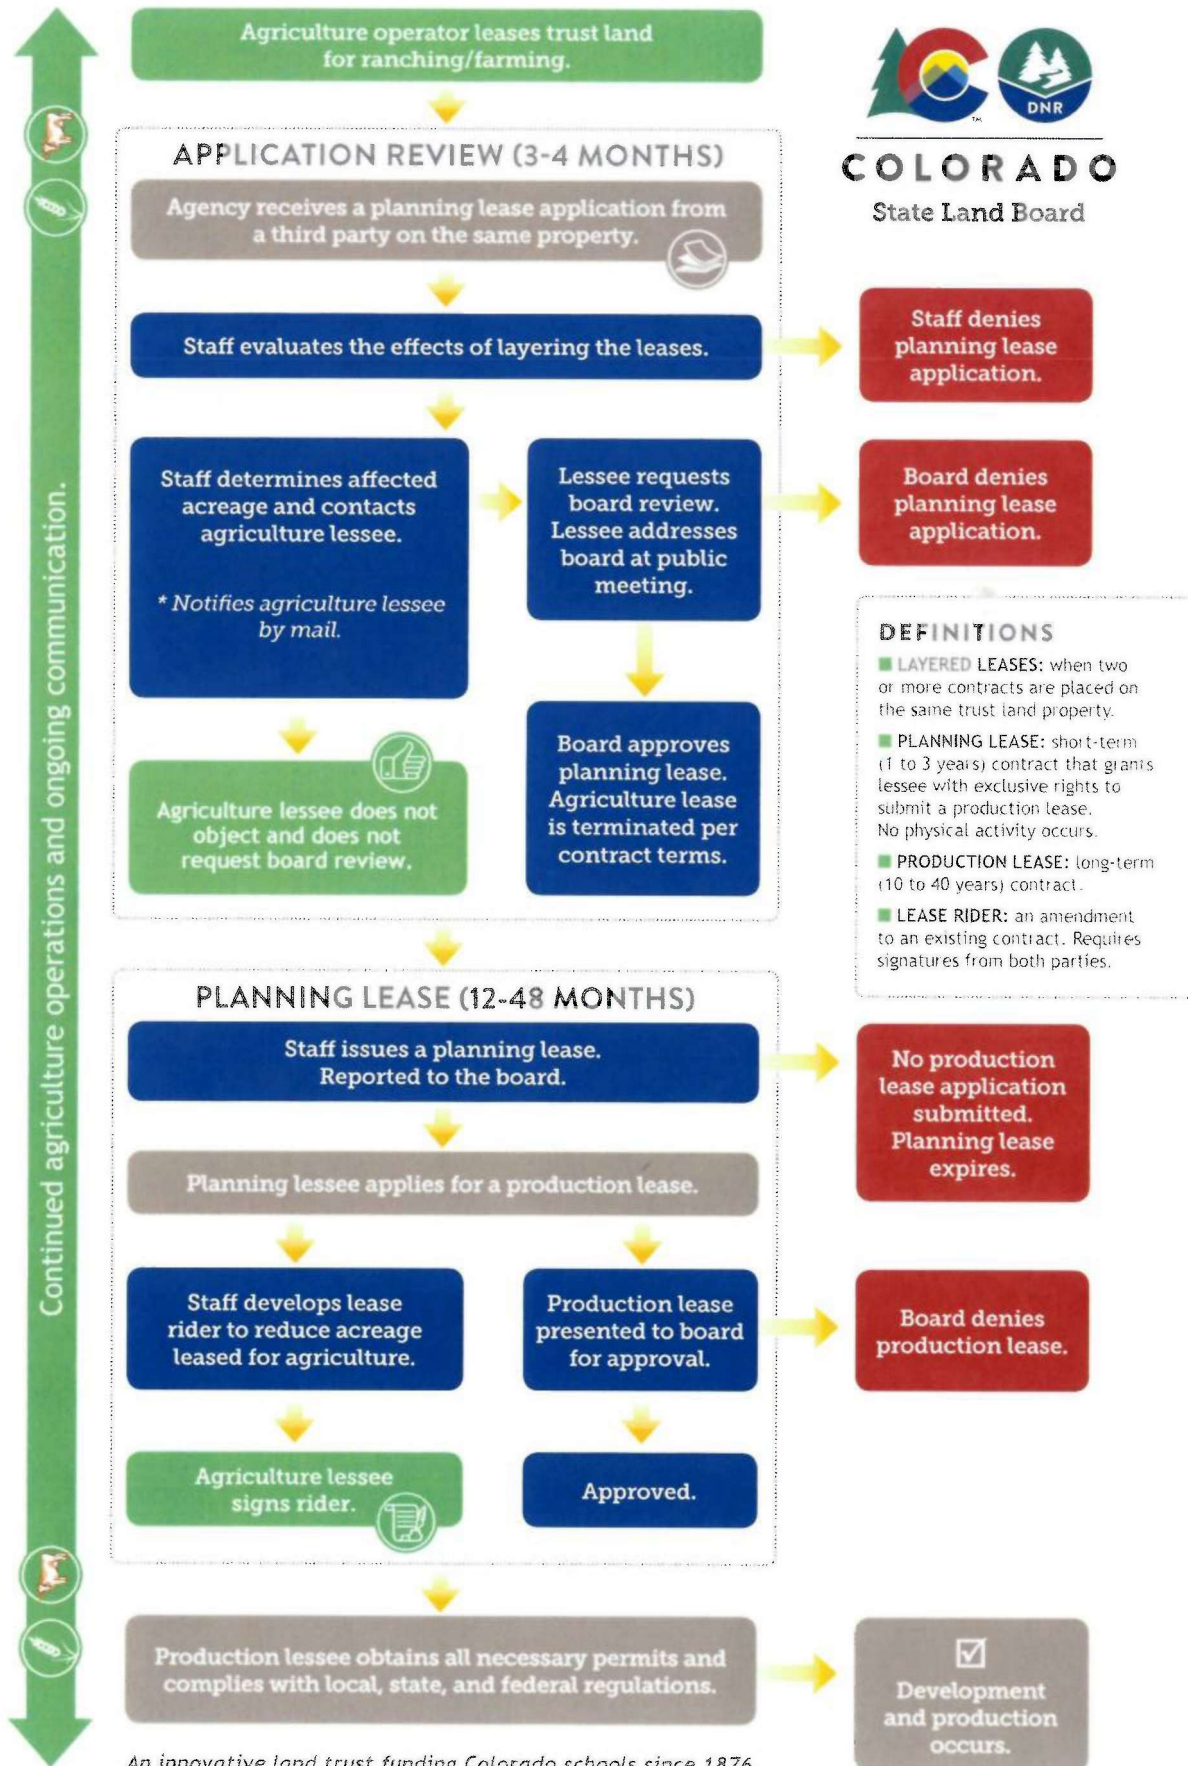 Agriculture operator leases trust land
for ranching/farming.
DNR
TM
COLORADO
State Land Board
Continued agriculture operations and ongoing communication.
APPLICATION REVIEW (3-4 MONTHS)
Agency receives a planning lease application from
a third party on the same property.
Staff evaluates the effects of layering the leases.
Staff denies
planning lease
application.
Staff determines affected
acreage and contacts
agriculture lessee.
* Notifies agriculture lessee
by mail.
Lessee requests
board review.
Lessee addresses
board at public
meeting.
Board denies
planning lease
application.
Agriculture lessee does not
object and does not
request board review.
Board approves
planning lease.
Agriculture lease
is terminated per
contract terms.
DEFINITIONS
LAYERED LEASES: when two
or more contracts are placed on
the same trust land property.
PLANNING LEASE: short-term
(1 to 3 years) contract that grants
lessee with exclusive rights to
submit a production lease.
No physical activity occurs.
PRODUCTION LEASE: long-term
(10 to 40 years) contract.
LEASE RIDER: an amendment
to an existing contract. Requires
signatures from both parties.
PLANNING LEASE (12-48 MONTHS)
Staff issues a planning lease.
Reported to the board.
No production
lease application
submitted.
Planning lease
expires.
Planning lessee applies for a production lease.
Staff develops lease
rider to reduce acreage
leased for agriculture.
Production lease
presented to board
for approval.
Board denies
production lease.
Agriculture lessee
signs rider.
Approved.
Production lessee obtains all necessary permits and
complies with local, state, and federal regulations.
Development
and production
occurs.
An innovative land trust funding Colorado schools since 1876